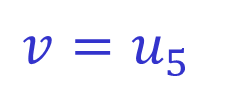 v = u₅